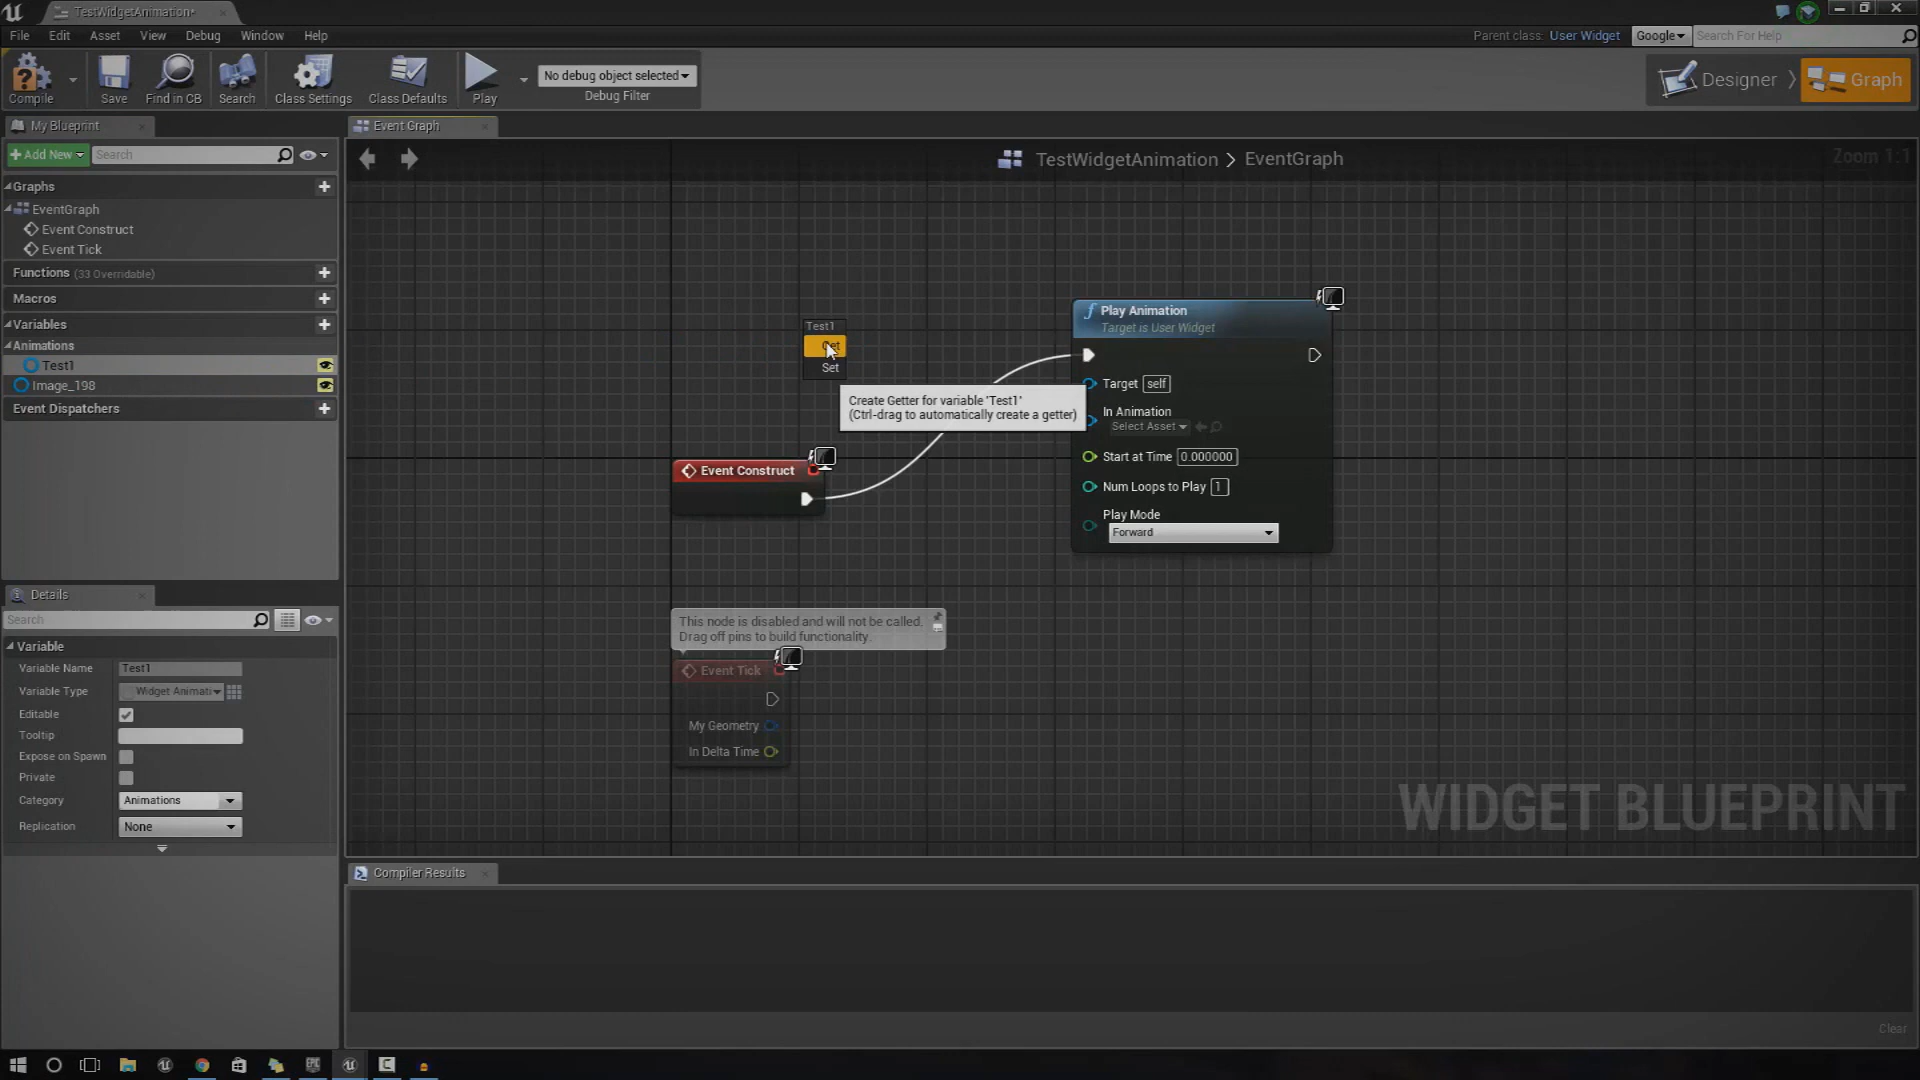 TestWidgetAnimation*
File Edit Asset View Debug Window Help
Parent class: User Widget Google Search For Help
Compile Save Find in CB Search Class Settings Class Defaults Play
No debug object selected
Debug Filter
Designer Graph
My Blueprint
Event Graph
Add New Search
TestWidgetAnimation > EventGraph
Zoom 1:1
Graphs
EventGraph
Event Construct
Event Tick
Functions (33 Overridable)
Macros
Variables
Animations
Test1
Image_198
Event Dispatchers
Test1
Get
Set
Create Getter for variable 'Test1'
(Ctrl-drag to automatically create a getter)
Event Construct
Play Animation
Target is User Widget
Target self
In Animation
Select Asset
Start at Time 0.000000
Num Loops to Play 1
Play Mode
Forward
This node is disabled and will not be called.
Drag off pins to build functionality.
Event Tick
My Geometry
In Delta Time
WIDGET BLUEPRINT
Details
Search
Variable
Variable Name Test1
Variable Type Widget Animati
Editable
Tooltip
Expose on Spawn
Private
Category Animations
Replication None
Compiler Results
Clear